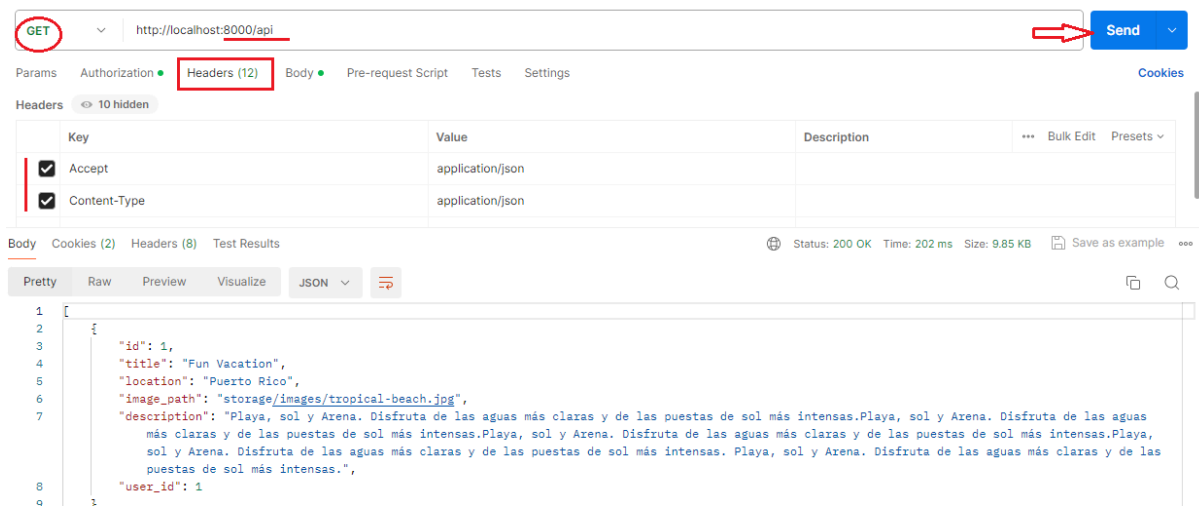 GET http://localhost:8000/api Send
Params Authorization Headers (12) Body Pre-request Script Tests Settings Cookies
Headers 10 hidden
Key Value Description ••• Bulk Edit Presets
Accept application/json
Content-Type application/json
Body Cookies (2) Headers (8) Test Results Status: 200 OK Time: 202 ms Size: 9.85 KB Save as example
Pretty Raw Preview Visualize JSON
1 [
2 {
3 "id": 1,
4 "title": "Fun Vacation",
5 "location": "Puerto Rico",
6 "image_path": "storage/images/tropical-beach.jpg",
7 "description": "Playa, sol y Arena. Disfruta de las aguas más claras y de las puestas de sol más intensas.Playa, sol y Arena. Disfruta de las aguas
más claras y de las puestas de sol más intensas.Playa, sol y Arena. Disfruta de las aguas más claras y de las puestas de sol más intensas.Playa,
sol y Arena. Disfruta de las aguas más claras y de las puestas de sol más intensas. Playa, sol y Arena. Disfruta de las aguas más claras y de las
puestas de sol más intensas.",
8 "user_id": 1
9 }